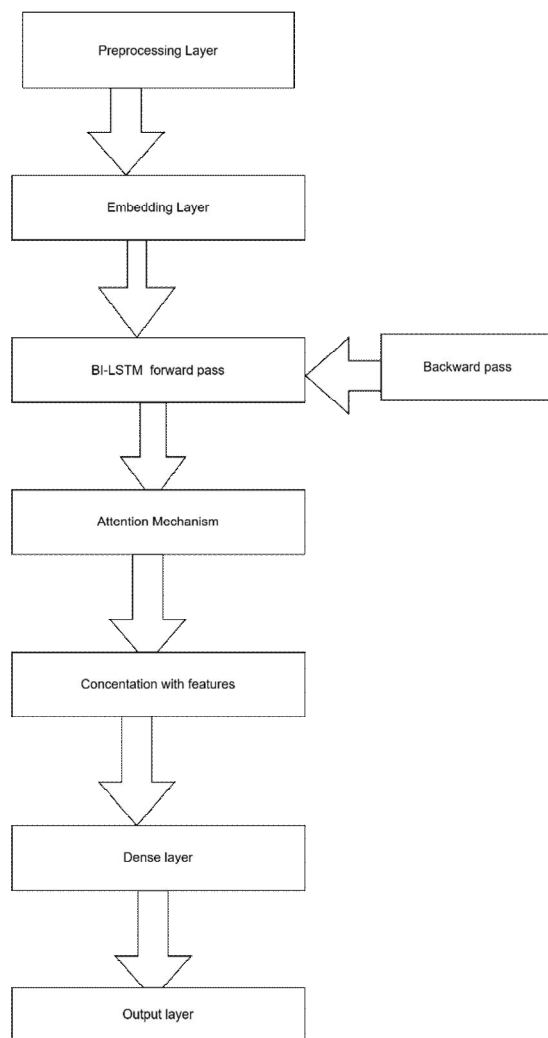 Preprocessing Layer
Embedding Layer
BI-LSTM forward pass
Backward pass
Attention Mechanism
Concentation with features
Dense layer
Output layer